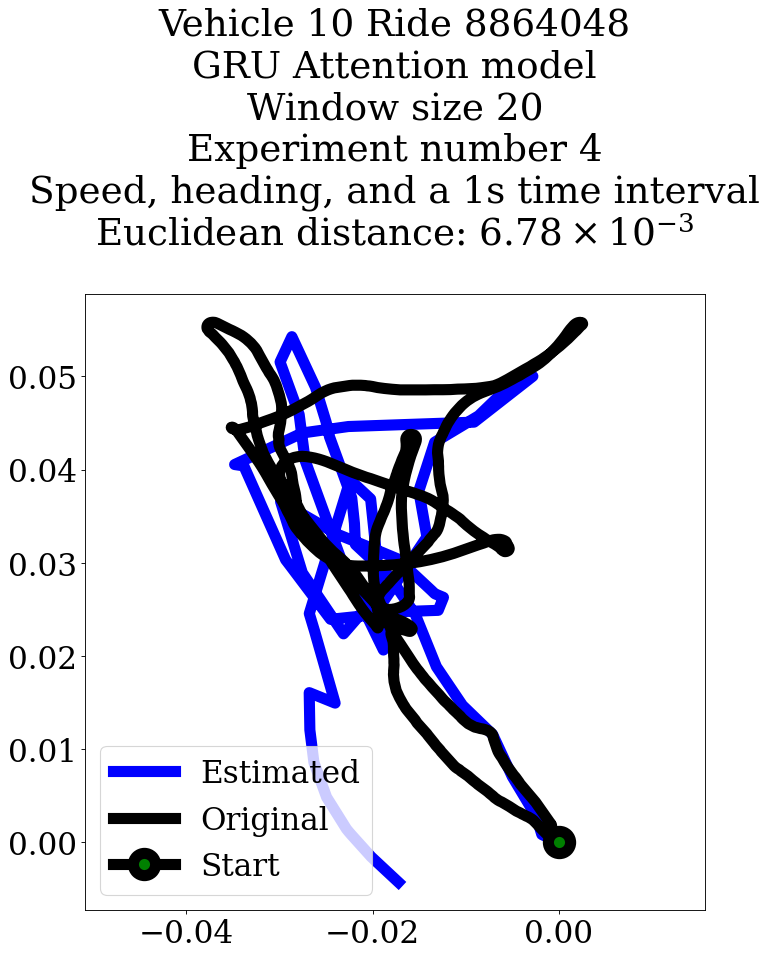 Vehicle 10 Ride 8864048
GRU Attention model
Window size 20
Experiment number 4
Speed, heading, and a 1s time interval
Euclidean distance: 6.78 × 10⁻³
0.05
0.04
0.03
0.02
0.01
0.00
Estimated
Original
Start
−0.04 −0.02 0.00